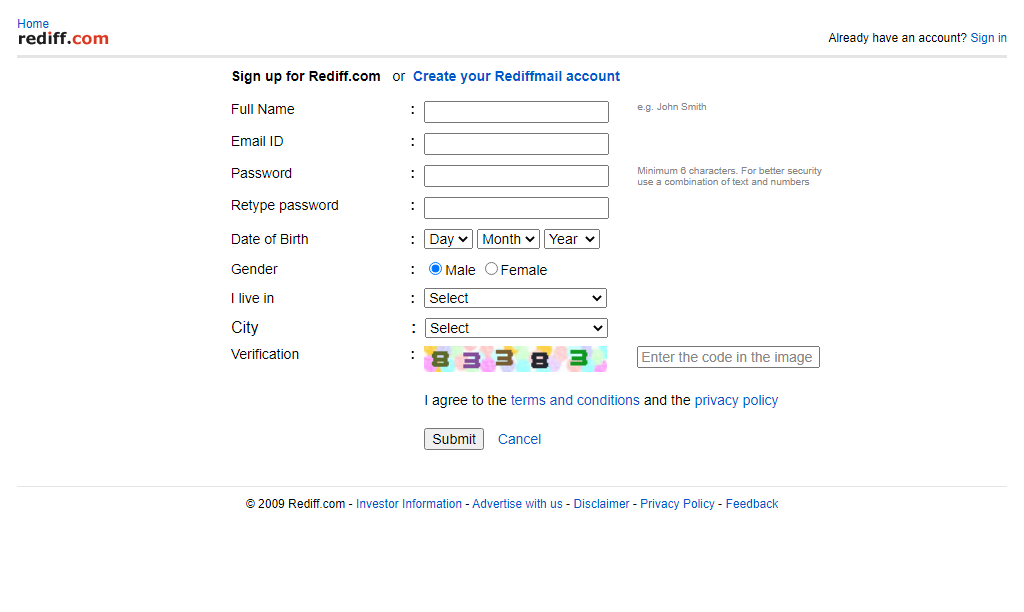 Home
rediff.com
Already have an account? Sign in
Sign up for Rediff.com or Create your Rediffmail account
Full Name : e.g. John Smith
Email ID :
Password : Minimum 6 characters. For better security
use a combination of text and numbers
Retype password :
Date of Birth : Day Month Year
Gender : Male Female
I live in : Select
City : Select
Verification : 83383 Enter the code in the image
I agree to the terms and conditions and the privacy policy
Submit Cancel
© 2009 Rediff.com - Investor Information - Advertise with us - Disclaimer - Privacy Policy - Feedback